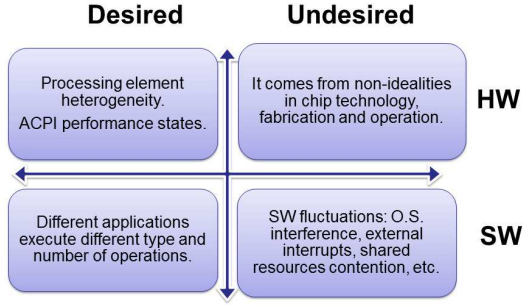 Desired
Undesired
Processing element
heterogeneity.
ACPI performance states.
It comes from non-idealities
in chip technology,
fabrication and operation.
HW
Different applications
execute different type and
number of operations.
SW fluctuations: O.S.
interference, external
interrupts, shared
resources contention, etc.
SW